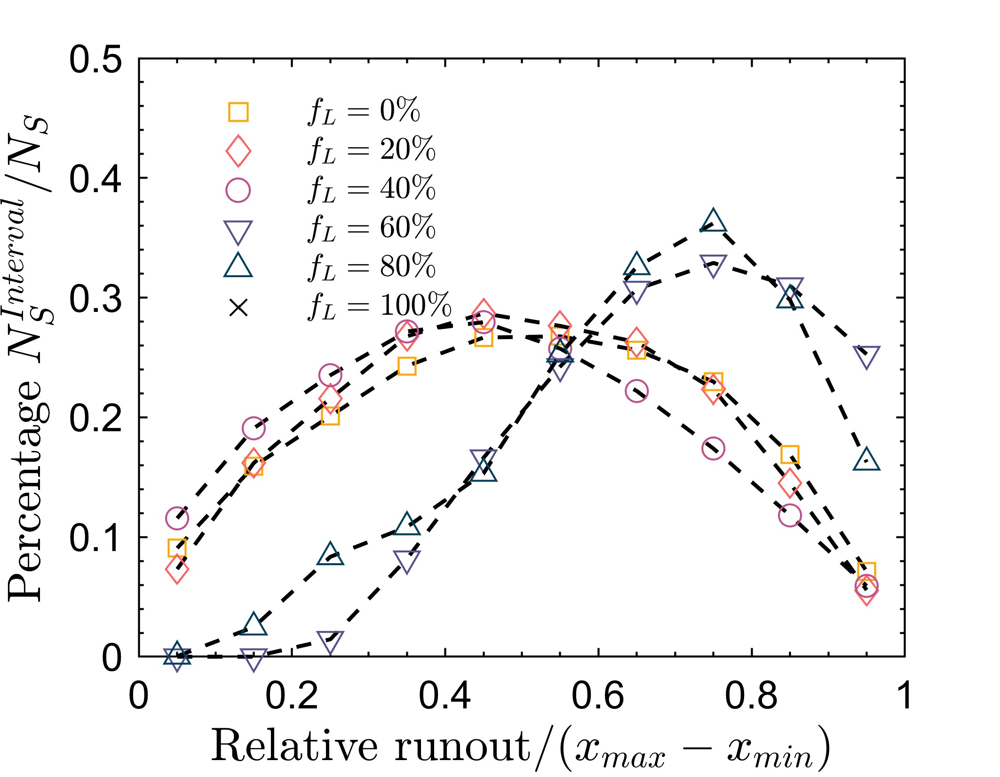 0.5
0.4
0.3
0.2
0.1
0
Percentage N_S^{Interval}/N_S
f_L = 0%
f_L = 20%
f_L = 40%
f_L = 60%
f_L = 80%
f_L = 100%
0 0.2 0.4 0.6 0.8 1
Relative runout/(x_{max} − x_{min})